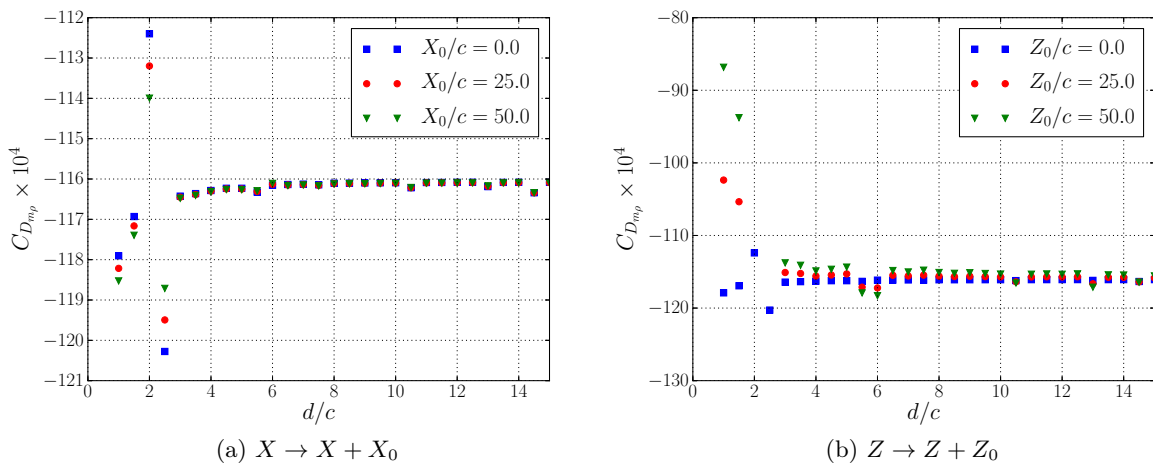 −112
−113
−114
−115
−116
−117
−118
−119
−120
−121
C_{D_{m_ρ}} × 10^4
X_0/c = 0.0
X_0/c = 25.0
X_0/c = 50.0
0 2 4 6 8 10 12 14
d/c
(a) X → X + X_0
−80
−90
−100
−110
−120
−130
C_{D_{m_ρ}} × 10^4
Z_0/c = 0.0
Z_0/c = 25.0
Z_0/c = 50.0
0 2 4 6 8 10 12 14
d/c
(b) Z → Z + Z_0